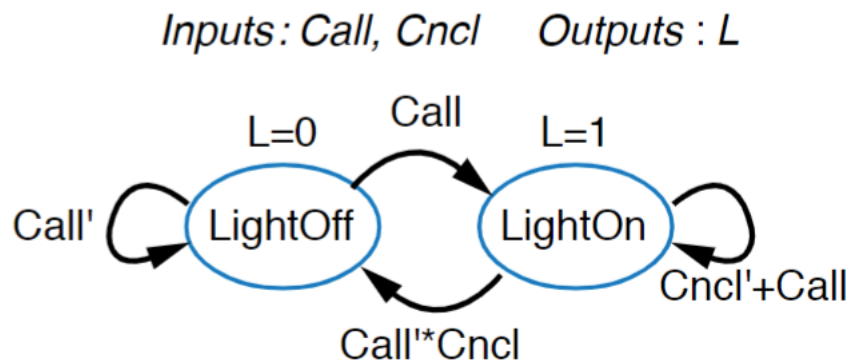 Inputs: Call, Cncl Outputs : L
Call
L=0
L=1
Call'
LightOff
LightOn
Cncl'+Call
Call'*Cncl